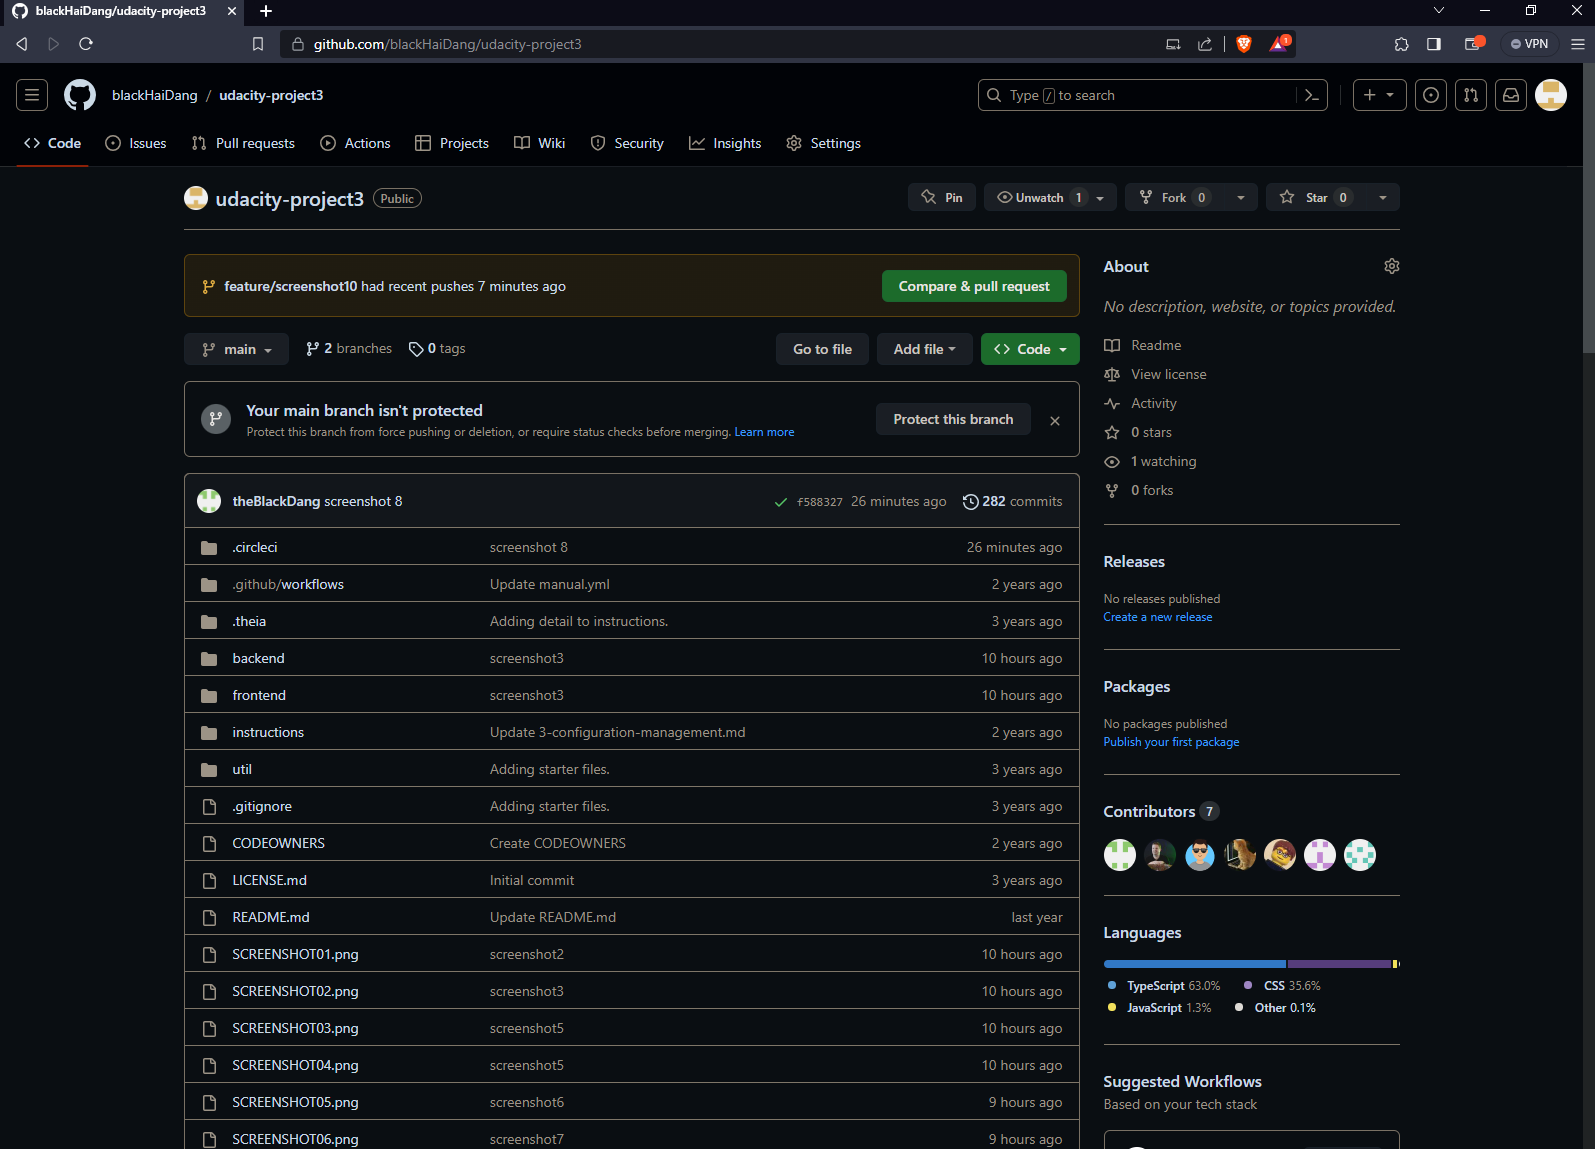 blackHaiDang/udacity-project3
github.com/blackHaiDang/udacity-project3
1
VPN
blackHaiDang / udacity-project3
Type / to search
Code Issues Pull requests Actions Projects Wiki Security Insights Settings
udacity-project3 Public
Pin Unwatch 1 Fork 0 Star 0
feature/screenshot10 had recent pushes 7 minutes ago
Compare & pull request
main 2 branches 0 tags
Go to file Add file Code
Your main branch isn't protected
Protect this branch from force pushing or deletion, or require status checks before merging. Learn more
Protect this branch
theBlackDang screenshot 8 f588327 26 minutes ago 282 commits
.circleci screenshot 8 26 minutes ago
.github/workflows Update manual.yml 2 years ago
.theia Adding detail to instructions. 3 years ago
backend screenshot3 10 hours ago
frontend screenshot3 10 hours ago
instructions Update 3-configuration-management.md 2 years ago
util Adding starter files. 3 years ago
.gitignore Adding starter files. 3 years ago
CODEOWNERS Create CODEOWNERS 2 years ago
LICENSE.md Initial commit 3 years ago
README.md Update README.md last year
SCREENSHOT01.png screenshot2 10 hours ago
SCREENSHOT02.png screenshot3 10 hours ago
SCREENSHOT03.png screenshot5 10 hours ago
SCREENSHOT04.png screenshot5 10 hours ago
SCREENSHOT05.png screenshot6 9 hours ago
SCREENSHOT06.png screenshot7 9 hours ago
About
No description, website, or topics provided.
Readme
View license
Activity
0 stars
1 watching
0 forks
Releases
No releases published
Create a new release
Packages
No packages published
Publish your first package
Contributors 7
Languages
TypeScript 63.0% CSS 35.6%
JavaScript 1.3% Other 0.1%
Suggested Workflows
Based on your tech stack